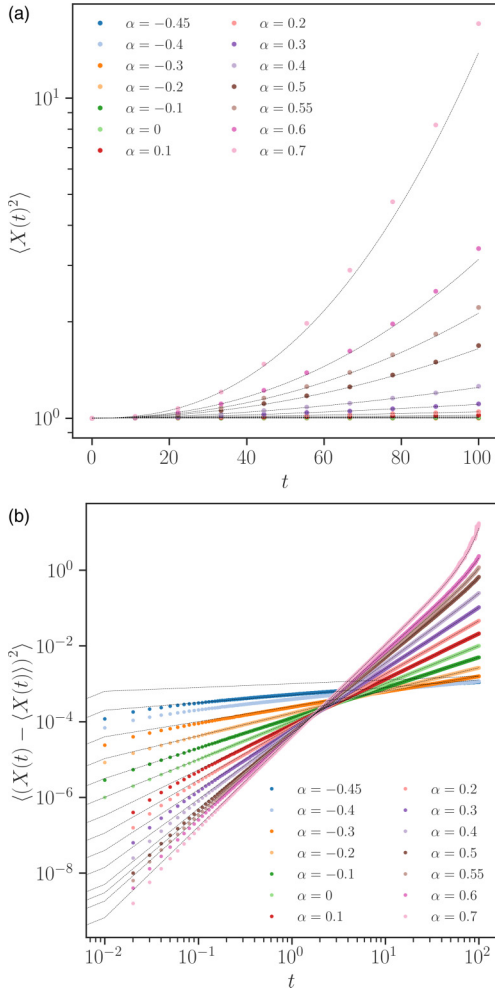 (a)
α = −0.45
α = −0.4
α = −0.3
α = −0.2
α = −0.1
α = 0
α = 0.1
α = 0.2
α = 0.3
α = 0.4
α = 0.5
α = 0.55
α = 0.6
α = 0.7
⟨X(t)²⟩
10¹
10⁰
0 20 40 60 80 100
t
(b)
⟨(X(t) − ⟨X(t)⟩)²⟩
10⁰
10⁻²
10⁻⁴
10⁻⁶
10⁻⁸
α = −0.45
α = −0.4
α = −0.3
α = −0.2
α = −0.1
α = 0
α = 0.1
α = 0.2
α = 0.3
α = 0.4
α = 0.5
α = 0.55
α = 0.6
α = 0.7
10⁻² 10⁻¹ 10⁰ 10¹ 10²
t